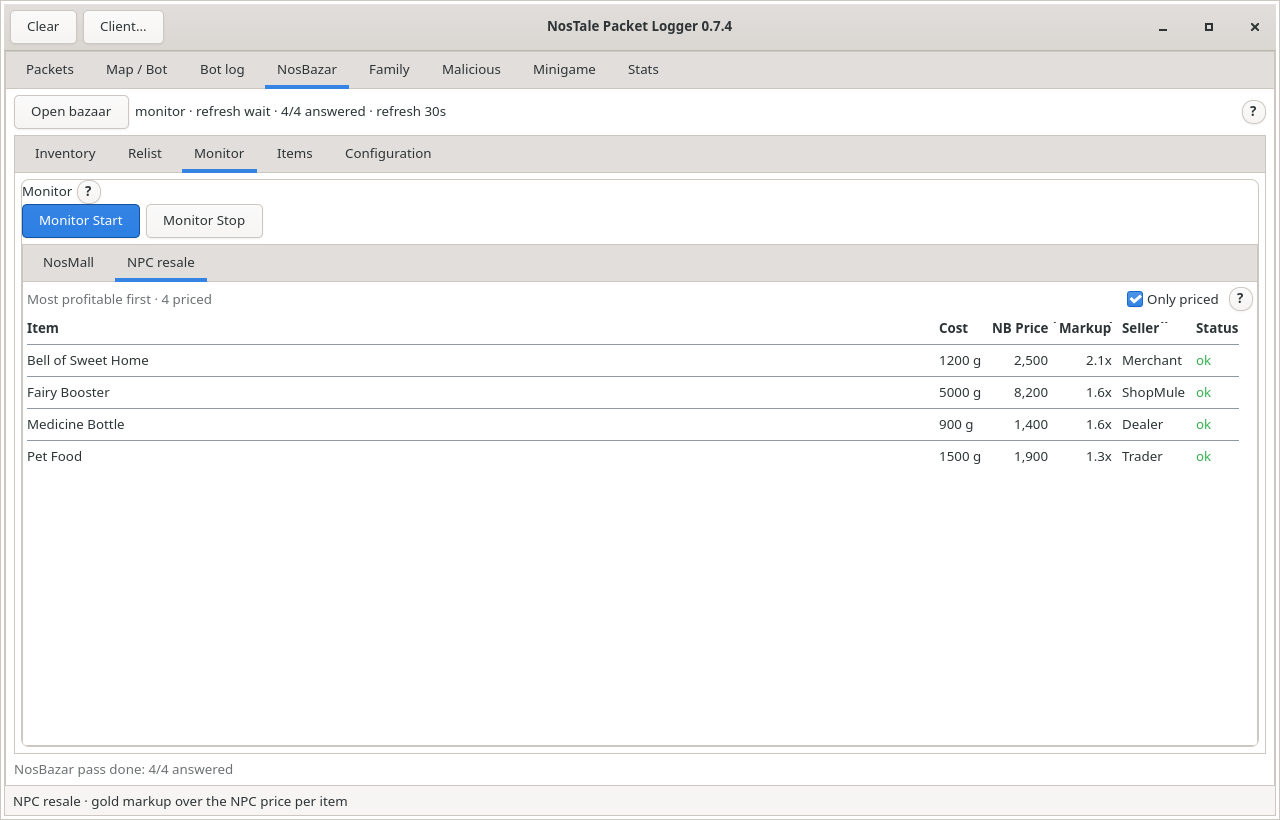 Clear Client... NosTale Packet Logger 0.7.4
Packets Map / Bot Bot log NosBazar Family Malicious Minigame Stats
Open bazaar monitor · refresh wait · 4/4 answered · refresh 30s ?
Inventory Relist Monitor Items Configuration
Monitor ?
Monitor Start Monitor Stop
NosMall NPC resale
Most profitable first · 4 priced Only priced ?
Item Cost NB Price Markup Seller Status
Bell of Sweet Home 1200 g 2,500 2.1x Merchant ok
Fairy Booster 5000 g 8,200 1.6x ShopMule ok
Medicine Bottle 900 g 1,400 1.6x Dealer ok
Pet Food 1500 g 1,900 1.3x Trader ok
NosBazar pass done: 4/4 answered
NPC resale · gold markup over the NPC price per item